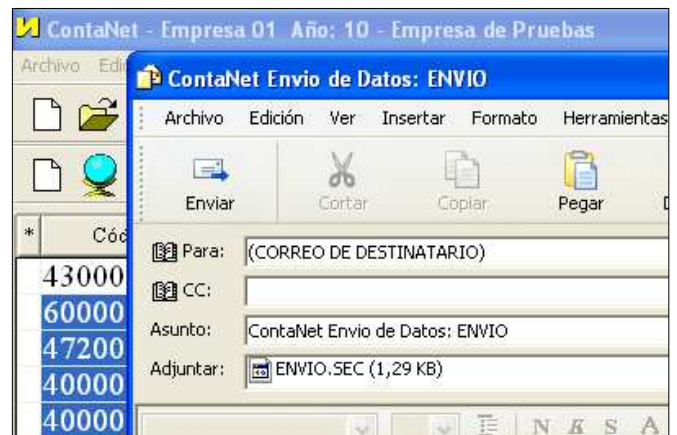 ContaNet - Empresa 01 Año: 10 - Empresa de Pruebas
Archivo
ContaNet Envio de Datos: ENVIO
Archivo Edición Ver Insertar Formato Herramientas
Enviar Cortar Copiar Pegar
* Cód
Para: (CORREO DE DESTINATARIO)
43000
CC:
60000
Asunto: ContaNet Envio de Datos: ENVIO
47200
Adjuntar: ENVIO.SEC (1,29 KB)
40000
40000
N K S A